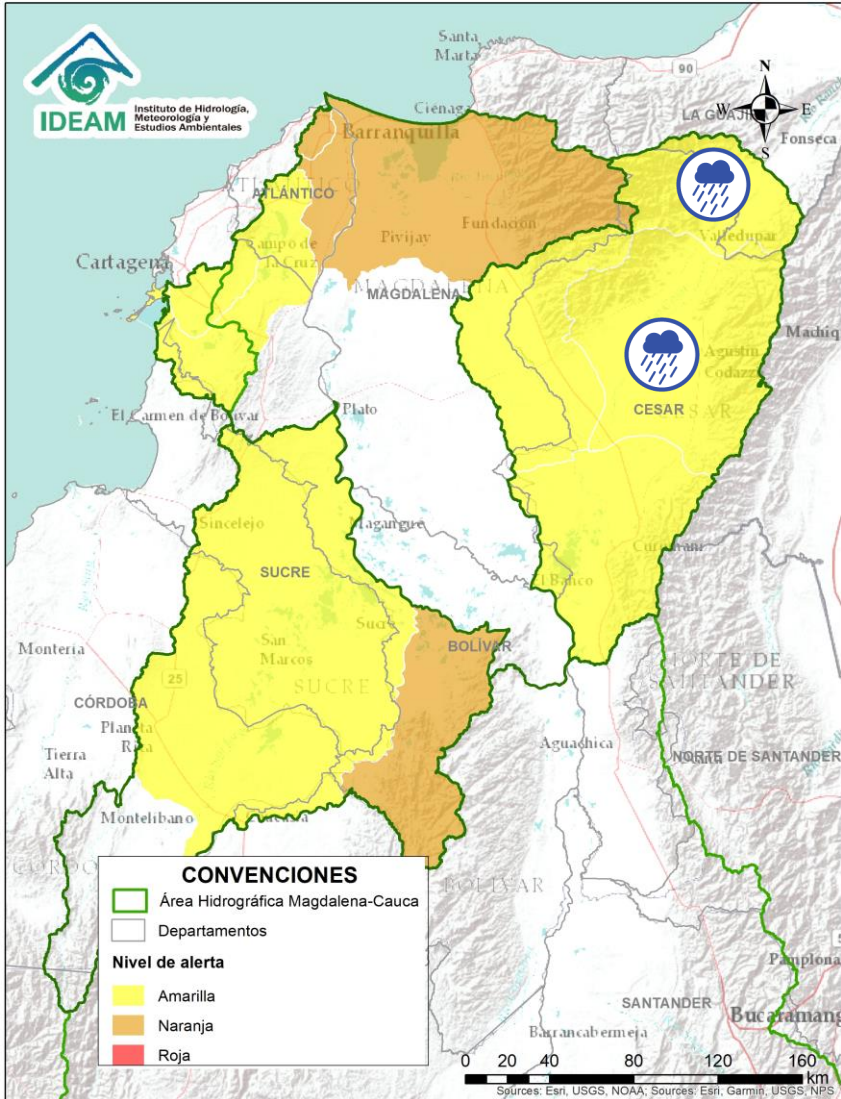 IDEAM
Instituto de Hidrología,
Meteorología y
Estudios Ambientales
Santa
Marta
90
N
W
E
S
LA GUAJIRA
Fonseca
Ciénaga
Barranquilla
ATLÁNTICO
Fundación
Pivijay
Campo de
la Cruz
Valledupar
Cartagena
MAGDALENA
Agustín
Codazzi
CESAR
El Carmen de Bolívar
Plato
Sincelejo
Magangué
SUCRE
Curumaní
El Banco
Sucre
BOLÍVAR
San
Marcos
Montería
SUCRE
NORTE DE
SANTANDER
CÓRDOBA
25
Planeta
Rica
Tierra
Alta
Aguachica
NORTE DE SANTANDER
Montelíbano
BOLÍVAR
CONVENCIONES
Área Hidrográfica Magdalena-Cauca
Departamentos
Nivel de alerta
Amarilla
Naranja
Roja
Pamplona
SANTANDER
Barrancabermeja
0 20 40 80 120 160
km
Sources: Esri, USGS, NOAA; Sources: Esri, Garmin, USGS, NPS